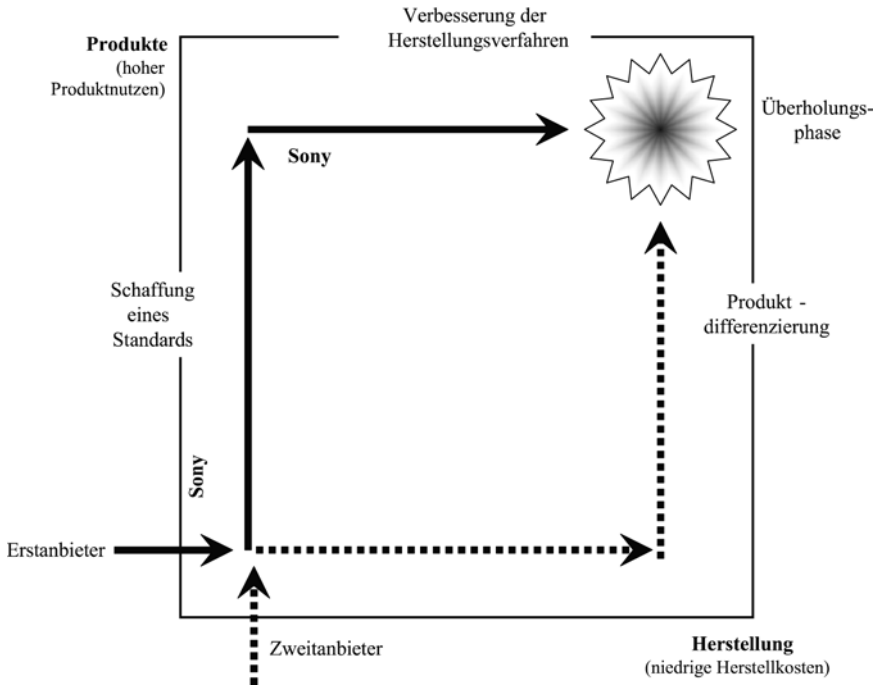 Verbesserung der
Herstellungsverfahren
Produkte
(hoher
Produktnutzen)
Überholungs-
phase
Sony
Schaffung
eines
Standards
Produkt -
differenzierung
Sony
Erstanbieter
Zweitanbieter
Herstellung
(niedrige Herstellkosten)